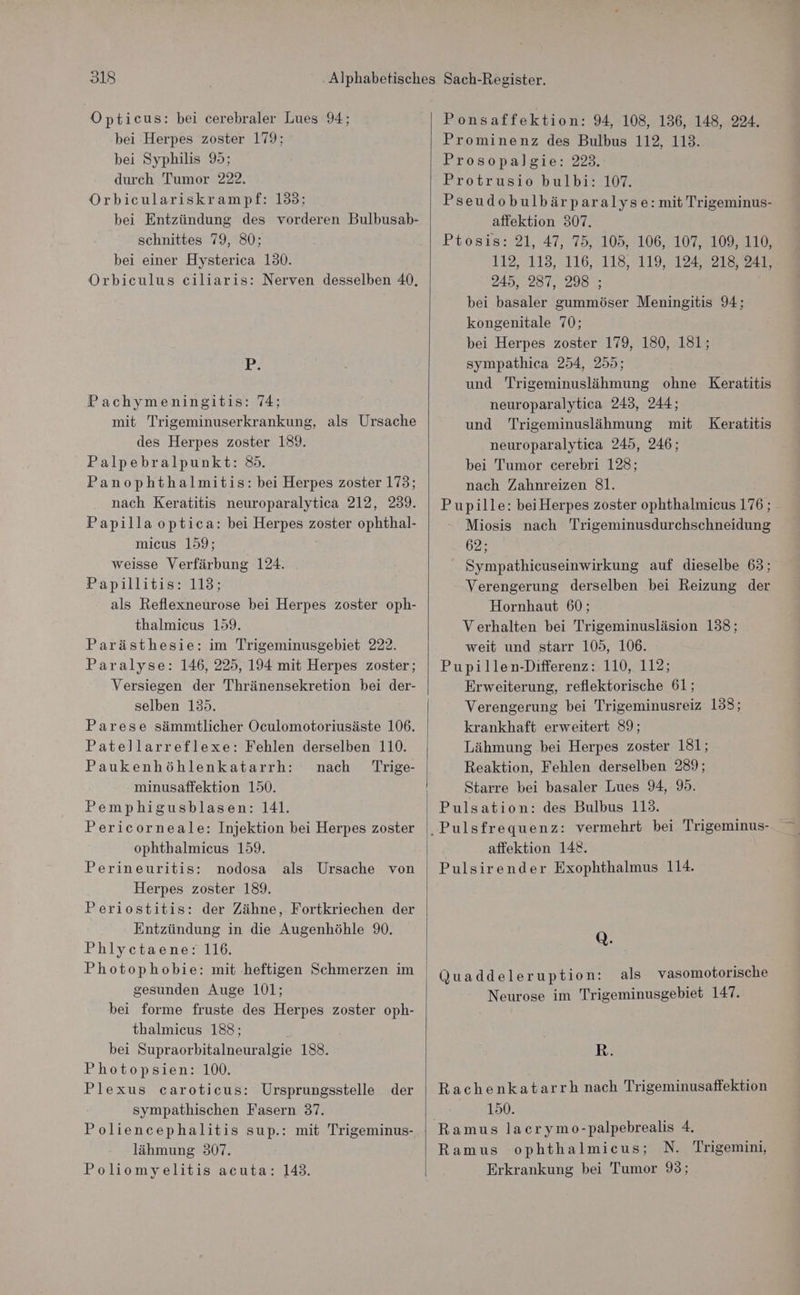 318 Alphabetisches Sach-Register.
Opticus: bei cerebraler Lues 94;
bei Herpes zoster 179;
bei Syphilis 95;
durch Tumor 222.
Orbiculariskrampf: 133;
bei Entzündung des vorderen Bulbusab-
schnittes 79, 80;
bei einer Hysterica 130.
Orbiculus ciliaris: Nerven desselben 40.
P.
Pachymeningitis: 74;
mit Trigeminuserkrankung, als Ursache
des Herpes zoster 189.
Palpebralpunkt: 85.
Panophthalmitis: bei Herpes zoster 173;
nach Keratitis neuroparalytica 212, 239.
Papilla optica: bei Herpes zoster ophthal-
micus 159;
weisse Verfärbung 124.
Papillitis: 113;
als Reflexneurose bei Herpes zoster oph-
thalmicus 159.
Parästhesie: im Trigeminusgebiet 222.
Paralyse: 146, 225, 194 mit Herpes zoster;
Versiegen der Thränensekretion bei der-
selben 135.
Parese sämmtlicher Oculomotoriusäste 106.
Patellarreflexe: Fehlen derselben 110.
Paukenhöhlenkatarrh: nach Trige-
minusaffektion 150.
Pemphigusblasen: 141.
Pericorneale: Injektion bei Herpes zoster
ophthalmicus 159.
Perineuritis: nodosa als Ursache von
Herpes zoster 189.
Periostitis: der Zähne, Fortkriechen der
Entzündung in die Augenhöhle 90.
Phlyctaene: 116.
Photophobie: mit heftigen Schmerzen im
gesunden Auge 101;
bei forme fruste des Herpes zoster oph-
thalmicus 188;
bei Supraorbitalneuralgie 188.
Photopsien: 100.
Plexus caroticus: Ursprungsstelle der
sympathischen Fasern 37.
Poliencephalitis sup.: mit Trigeminus-
lähmung 307.
Poliomyelitis acuta: 143.
Ponsaffektion: 94, 108, 136, 148, 224.
Prominenz des Bulbus 112, 113.
Prosopalgie: 223.
Protrusio bulbi: 107.
Pseudobulbärparalyse: mit Trigeminus-
affektion 307.
Ptosis: 21, 47, 75, 105, 106, 107, 109, 110,
112, 113, 116, 118, 119, 124, 218, 241,
245, 287, 298 ;
bei basaler gummöser Meningitis 94;
kongenitale 70;
bei Herpes zoster 179, 180, 181;
sympathica 254, 255;
und Trigeminuslähmung ohne Keratitis
neuroparalytica 243, 244;
und Trigeminuslähmung mit Keratitis
neuroparalytica 245, 246;
bei Tumor cerebri 128;
nach Zahnreizen 81.
Pupille: bei Herpes zoster ophthalmicus 176;
Miosis nach Trigeminusdurchschneidung
62;
Sympathicuseinwirkung auf dieselbe 63;
Verengerung derselben bei Reizung der
Hornhaut 60;
Verhalten bei Trigeminusläsion 138;
weit und starr 105, 106.
Pupillen-Differenz: 110, 112;
Erweiterung, reflektorische 61;
Verengerung bei Trigeminusreiz 138;
krankhaft erweitert 89;
Lähmung bei Herpes zoster 181;
Reaktion, Fehlen derselben 289;
Starre bei basaler Lues 94, 95.
Pulsation: des Bulbus 113.
Pulsfrequenz: vermehrt bei Trigeminus-
affektion 148.
Pulsirender Exophthalmus 114.
Q.
Quaddeleruption: als vasomotorische
Neurose im Trigeminusgebiet 147.
R.
Rachenkatarrh nach Trigeminusaffektion
150.
Ramus lacrymo-palpebrealis 4.
Ramus ophthalmicus; N. Trigemini,
Erkrankung bei Tumor 93;